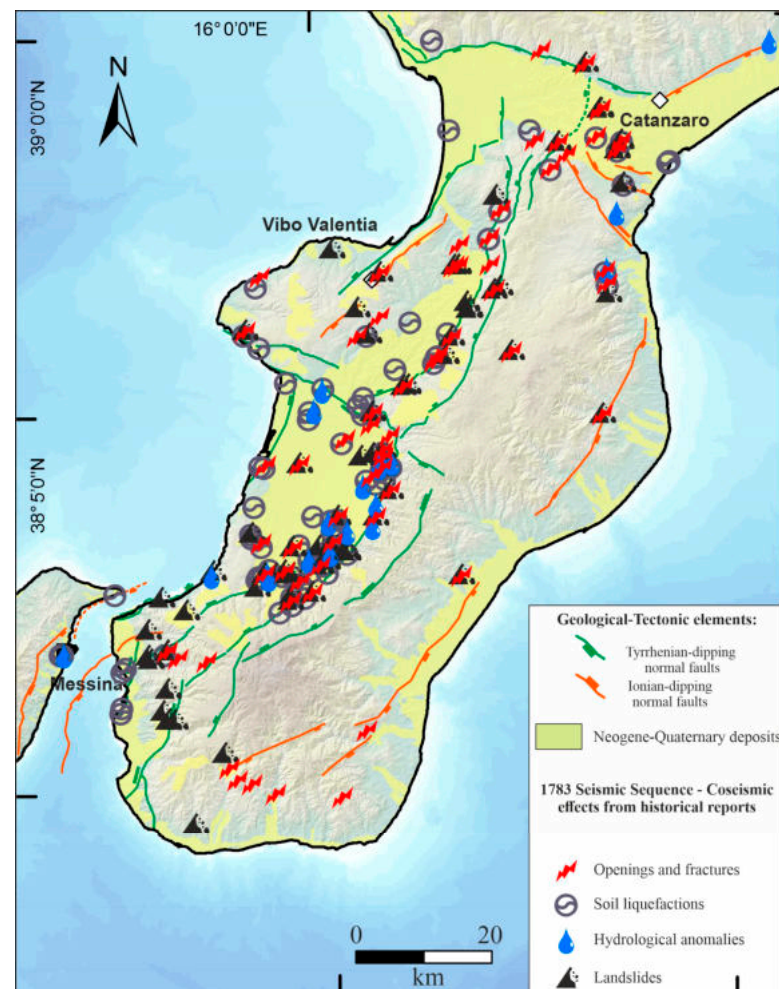 16° 0'0"E
N
39° 0'0"N
Catanzaro
Vibo Valentia
38° 5'0"N
Messina
Geological-Tectonic elements:
Tyrrhenian-dipping
normal faults
Ionian-dipping
normal faults
Neogene-Quaternary deposits
1783 Seismic Sequence - Coseismic
effects from historical reports
Openings and fractures
Soil liquefactions
Hydrological anomalies
Landslides
0 20
km